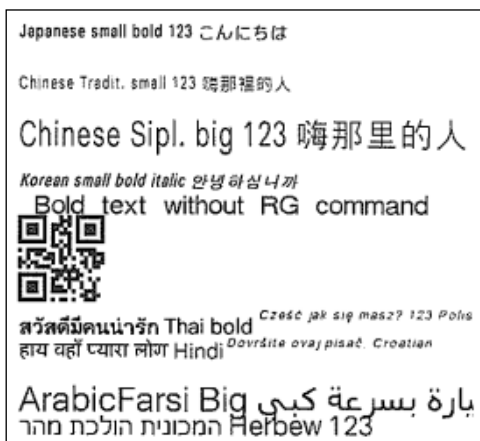 Japanese small bold 123 こんにちは
Chinese Tradit. small 123 嗨那裡的人
Chinese Sipl. big 123 嗨那里的人
Korean small bold italic 안녕하십니까
Bold text without RG command
สวัสดีมีคนน่ารัก Thai bold Cześć jak się masz? 123 Polis
हाय वहाँ प्यारा लोग Hindi Dovršite ovaj pisač. Croatian
ArabicFarsi Big يارة بسرعة كبي
המכונית הולכת מהר Herbew 123